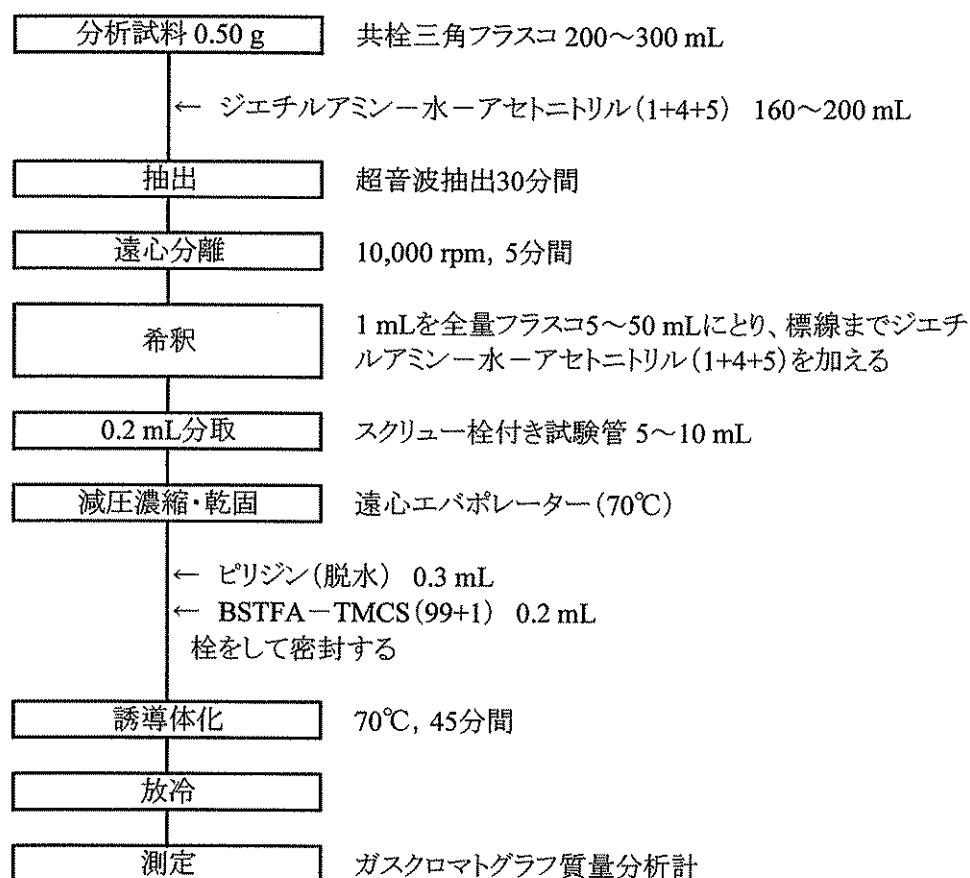 分析試料 0.50 g 共栓三角フラスコ 200～300 mL
← ジエチルアミン－水－アセトニトリル（1+4+5） 160～200 mL
抽出 超音波抽出30分間
遠心分離 10,000 rpm, 5分間
希釈 1 mLを全量フラスコ5～50 mLにとり、標線までジエチ
ルアミン－水－アセトニトリル（1+4+5）を加える
0.2 mL分取 スクリュー栓付き試験管 5～10 mL
減圧濃縮・乾固 遠心エバポレーター（70℃）
← ピリジン（脱水） 0.3 mL
← BSTFA－TMCS（99+1） 0.2 mL
栓をして密封する
誘導体化 70℃, 45分間
放冷
測定 ガスクロマトグラフ質量分析計